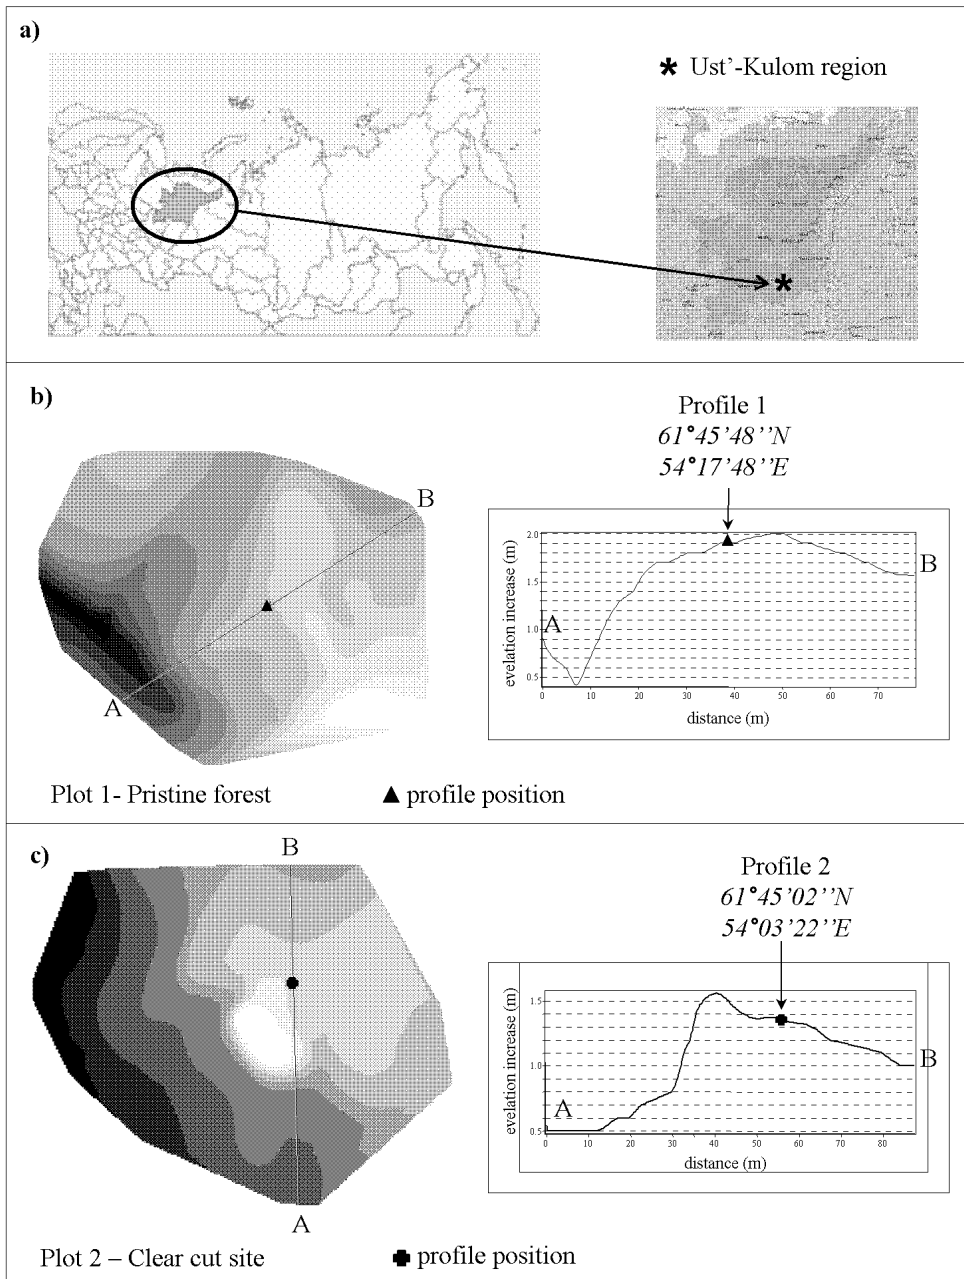 a)
* Ust’-Kulom region
*
b)
Profile 1
61°45’48’’N
54°17’48’’E
B
A
2.0
1.5
1.0
0.5
evelation increase (m)
A
B
0 10 20 30 40 50 60 70
distance (m)
Plot 1- Pristine forest
▲ profile position
c)
B
Profile 2
61°45’02’’N
54°03’22’’E
A
1.5
1.0
0.5
evelation increase (m)
A
B
0 10 20 30 40 50 60 70 80
distance (m)
Plot 2 – Clear cut site
profile position